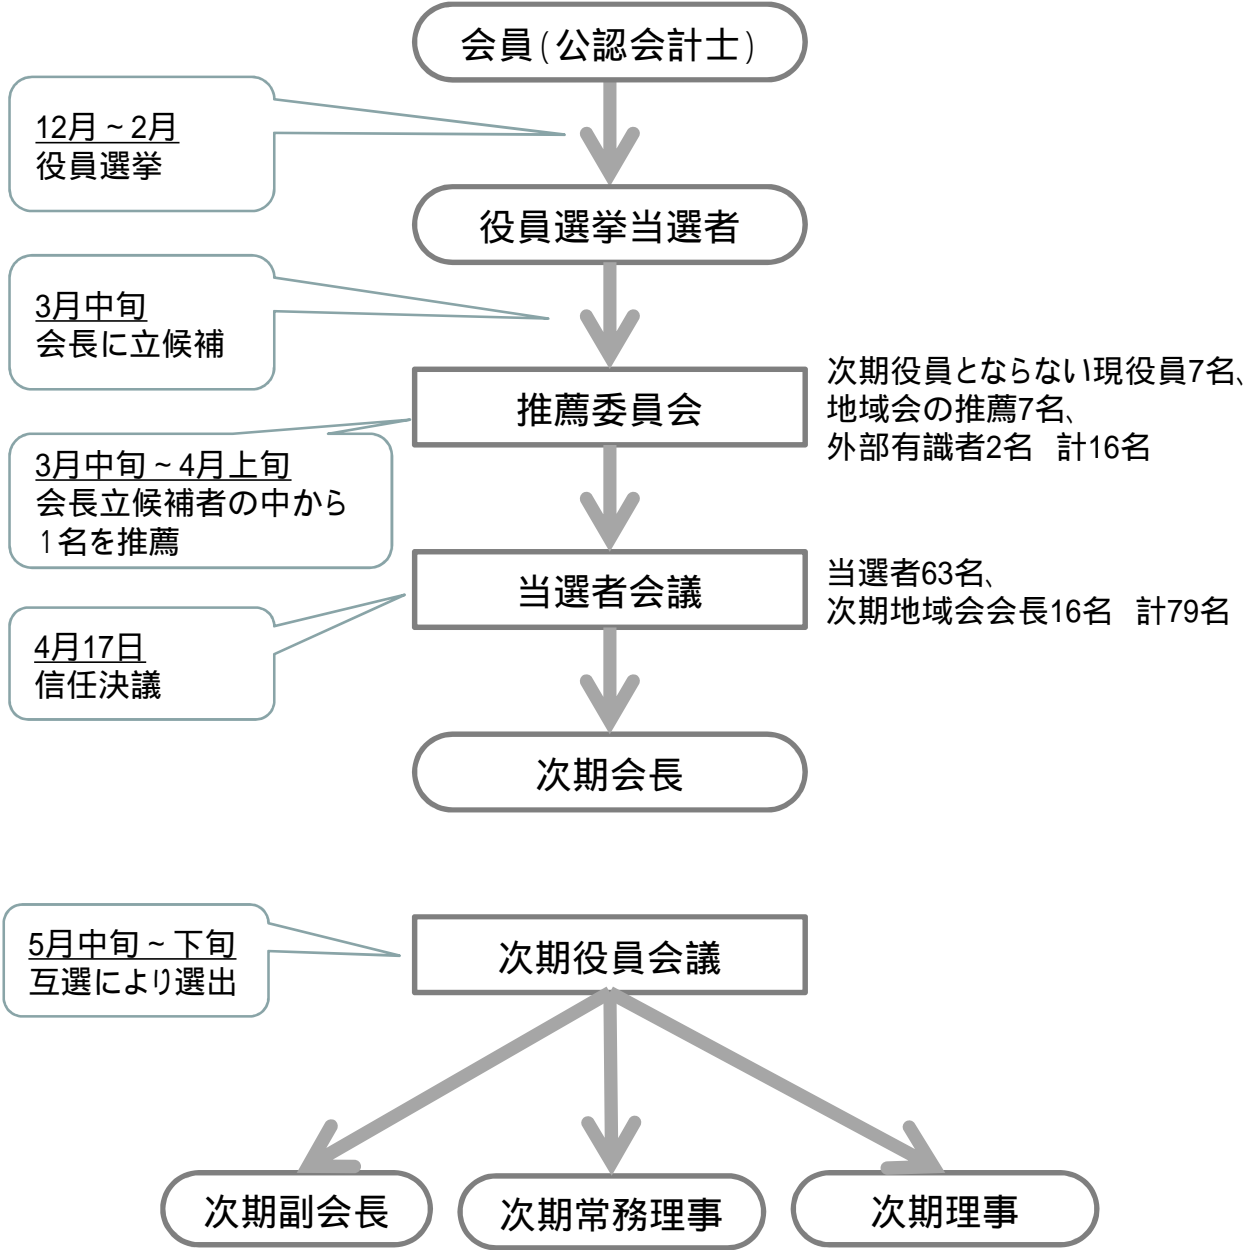 会員(公認会計士)
12月~2月
役員選挙
役員選挙当選者
3月中旬
会長に立候補
推薦委員会
次期役員とならない現役員7名、
地域会の推薦7名、
外部有識者2名 計16名
3月中旬~4月上旬
会長立候補者の中から
1名を推薦
当選者会議
当選者63名、
次期地域会会長16名 計79名
4月17日
信任決議
次期会長
5月中旬~下旬
互選により選出
次期役員会議
次期副会長
次期常務理事
次期理事